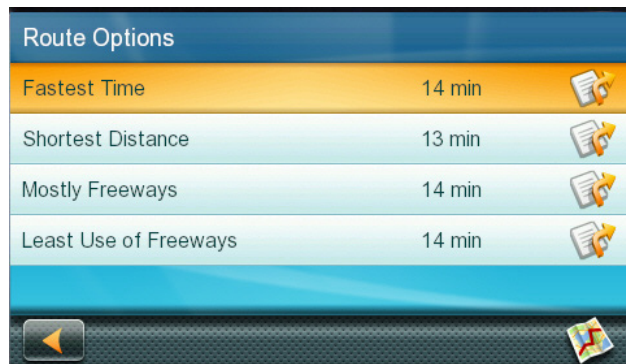 Route Options
Fastest Time 14 min
Shortest Distance 13 min
Mostly Freeways 14 min
Least Use of Freeways 14 min